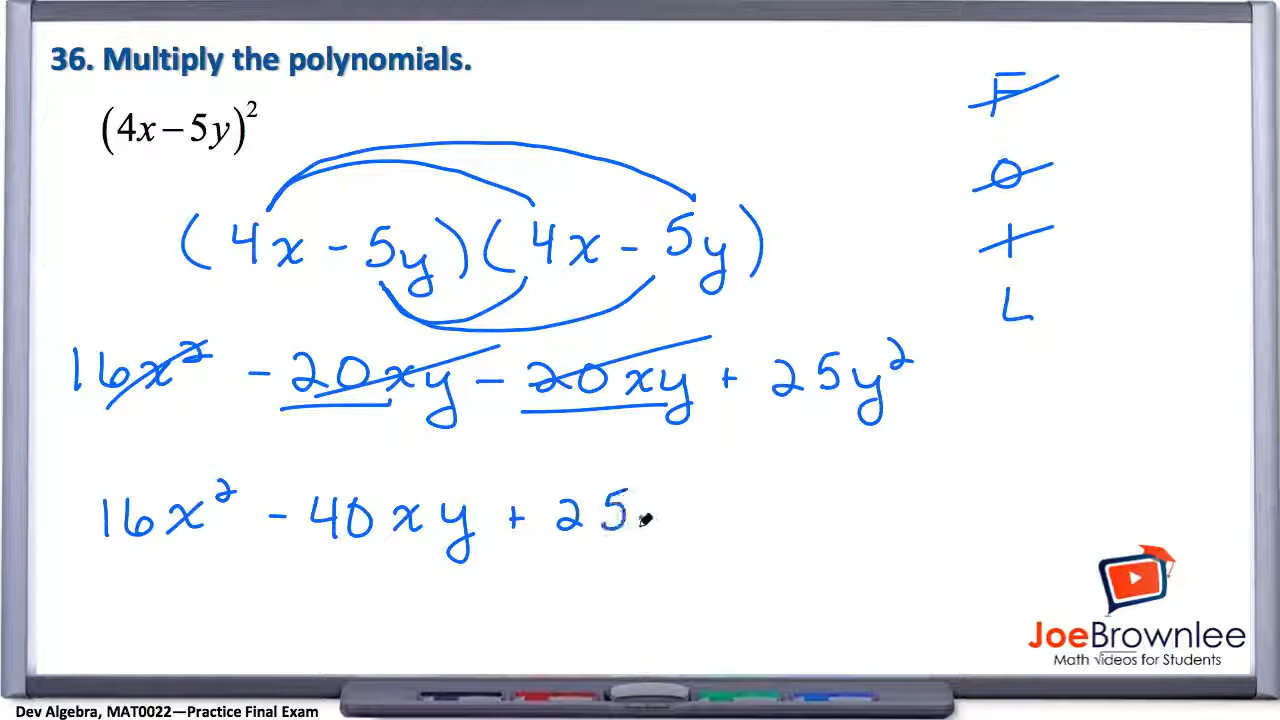 36. Multiply the polynomials.
(4x − 5y)²
(4x − 5y)(4x − 5y)
16x² − 20xy − 20xy + 25y²
16x² − 40xy + 25
F
O
I
L
JoeBrownlee
Math videos for Students
Dev Algebra, MAT0022—Practice Final Exam